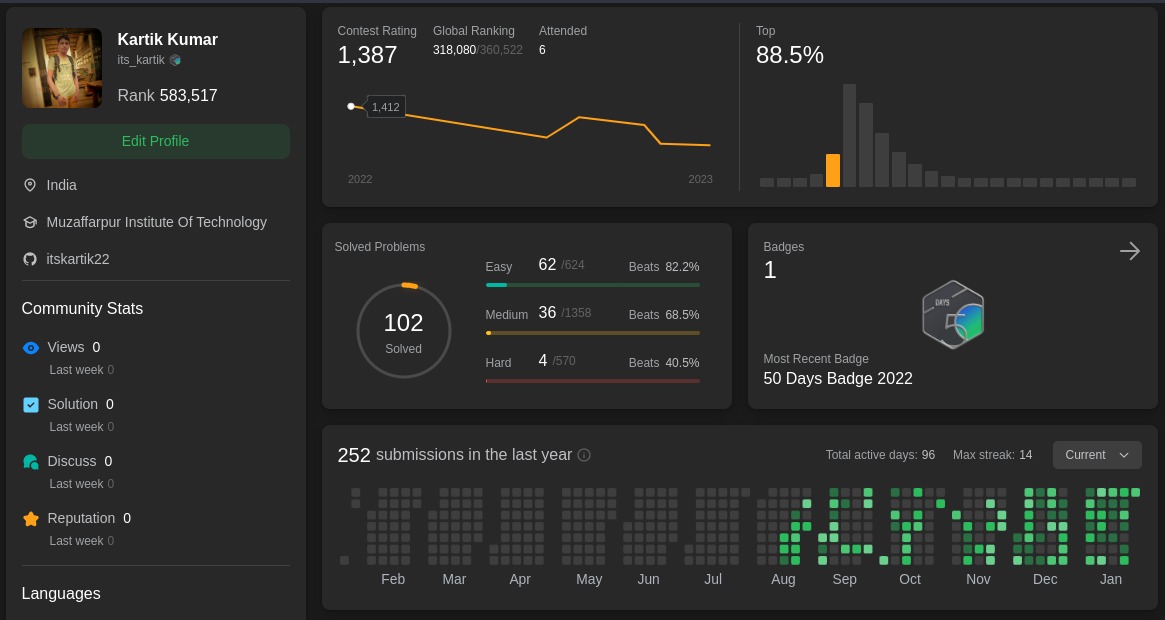 Kartik Kumar
its_kartik
Rank 583,517
Edit Profile
India
Muzaffarpur Institute Of Technology
itskartik22
Community Stats
Views 0
Last week 0
Solution 0
Last week 0
Discuss 0
Last week 0
Reputation 0
Last week 0
Languages
Contest Rating Global Ranking Attended
1,387 318,080/360,522 6
1,412
2022 2023
Top
88.5%
Solved Problems
102
Solved
Easy 62 /624 Beats 82.2%
Medium 36 /1358 Beats 68.5%
Hard 4 /570 Beats 40.5%
Badges
1
DAYS
5
Most Recent Badge
50 Days Badge 2022
252 submissions in the last year Total active days: 96 Max streak: 14 Current
Feb Mar Apr May Jun Jul Aug Sep Oct Nov Dec Jan